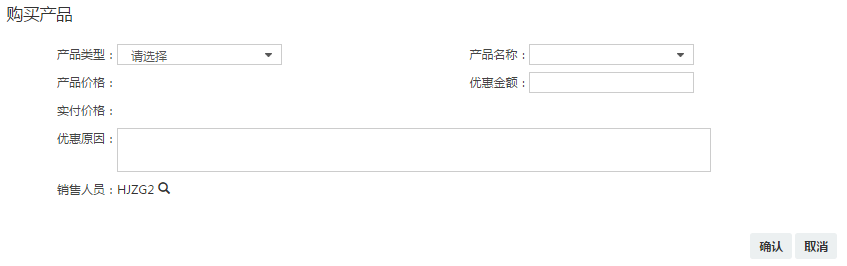 购买产品
产品类型： 请选择 产品名称：
产品价格： 优惠金额：
实付价格：
优惠原因：
销售人员：HJZG2
确认 取消